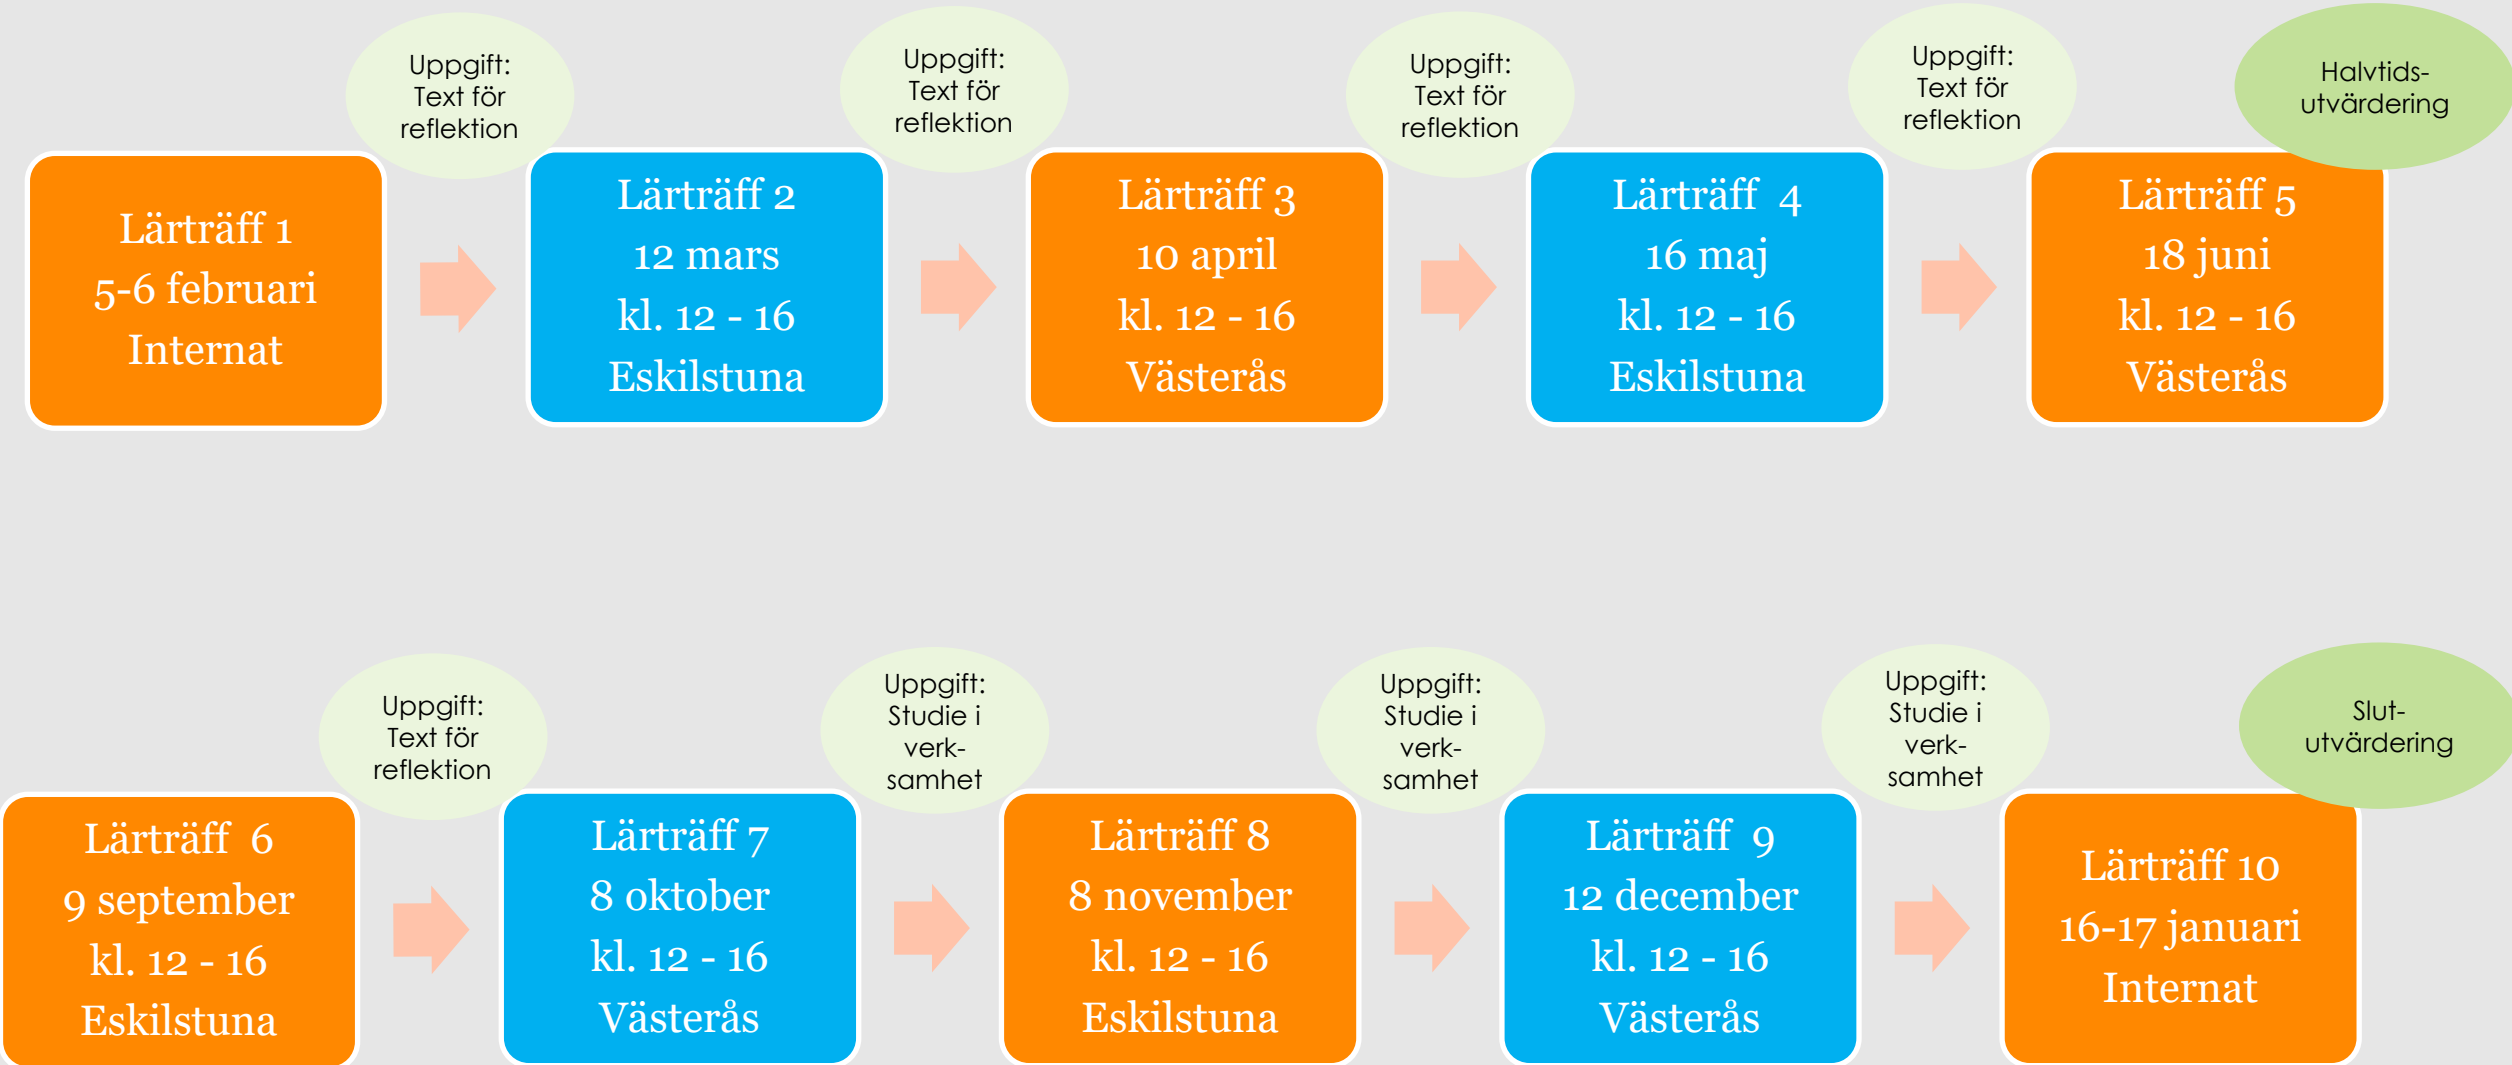 Uppgift:
Text för
reflektion
Uppgift:
Text för
reflektion
Uppgift:
Text för
reflektion
Uppgift:
Text för
reflektion
Halvtids-
utvärdering
Lärträff 1
5-6 februari
Internat
Lärträff 2
12 mars
kl. 12 - 16
Eskilstuna
Lärträff 3
10 april
kl. 12 - 16
Västerås
Lärträff 4
16 maj
kl. 12 - 16
Eskilstuna
Lärträff 5
18 juni
kl. 12 - 16
Västerås
Uppgift:
Text för
reflektion
Uppgift:
Studie i
verk-
samhet
Uppgift:
Studie i
verk-
samhet
Uppgift:
Studie i
verk-
samhet
Slut-
utvärdering
Lärträff 6
9 september
kl. 12 - 16
Eskilstuna
Lärträff 7
8 oktober
kl. 12 - 16
Västerås
Lärträff 8
8 november
kl. 12 - 16
Eskilstuna
Lärträff 9
12 december
kl. 12 - 16
Västerås
Lärträff 10
16-17 januari
Internat